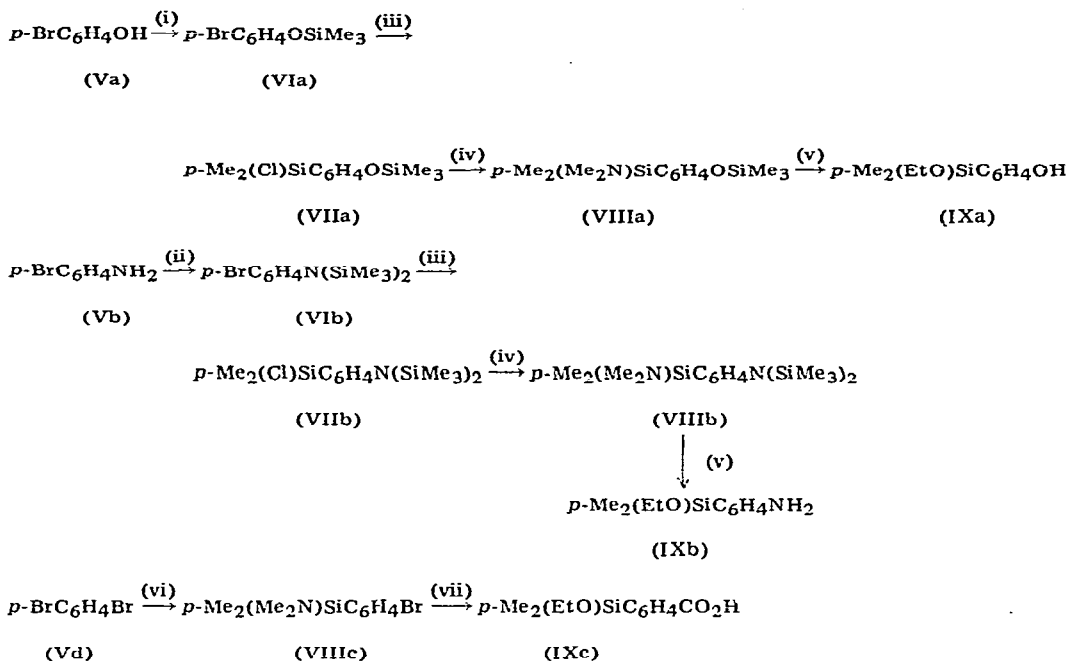 p-BrC6H4OH (i) → p-BrC6H4OSiMe3 (iii) →
(Va) (VIa)
p-Me2(Cl)SiC6H4OSiMe3 (iv) → p-Me2(Me2N)SiC6H4OSiMe3 (v) → p-Me2(EtO)SiC6H4OH
(VIIa) (VIIIa) (IXa)
p-BrC6H4NH2 (ii) → p-BrC6H4N(SiMe3)2 (iii) →
(Vb) (VIb)
p-Me2(Cl)SiC6H4N(SiMe3)2 (iv) → p-Me2(Me2N)SiC6H4N(SiMe3)2
(VIIb) (VIIIb)
↓ (v)
p-Me2(EtO)SiC6H4NH2
(IXb)
p-BrC6H4Br (vi) → p-Me2(Me2N)SiC6H4Br (vii) → p-Me2(EtO)SiC6H4CO2H
(Vd) (VIIIc) (IXc)